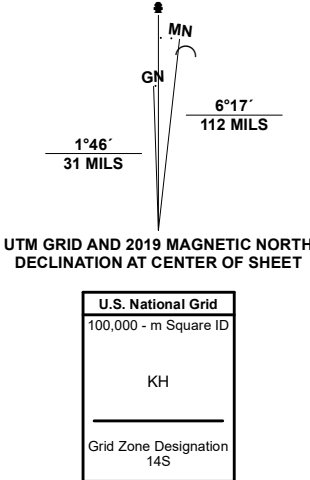 MN
GN
6°17´
112 MILS
1°46´
31 MILS
UTM GRID AND 2019 MAGNETIC NORTH
DECLINATION AT CENTER OF SHEET
U.S. National Grid
100,000 - m Square ID
KH
Grid Zone Designation
14S